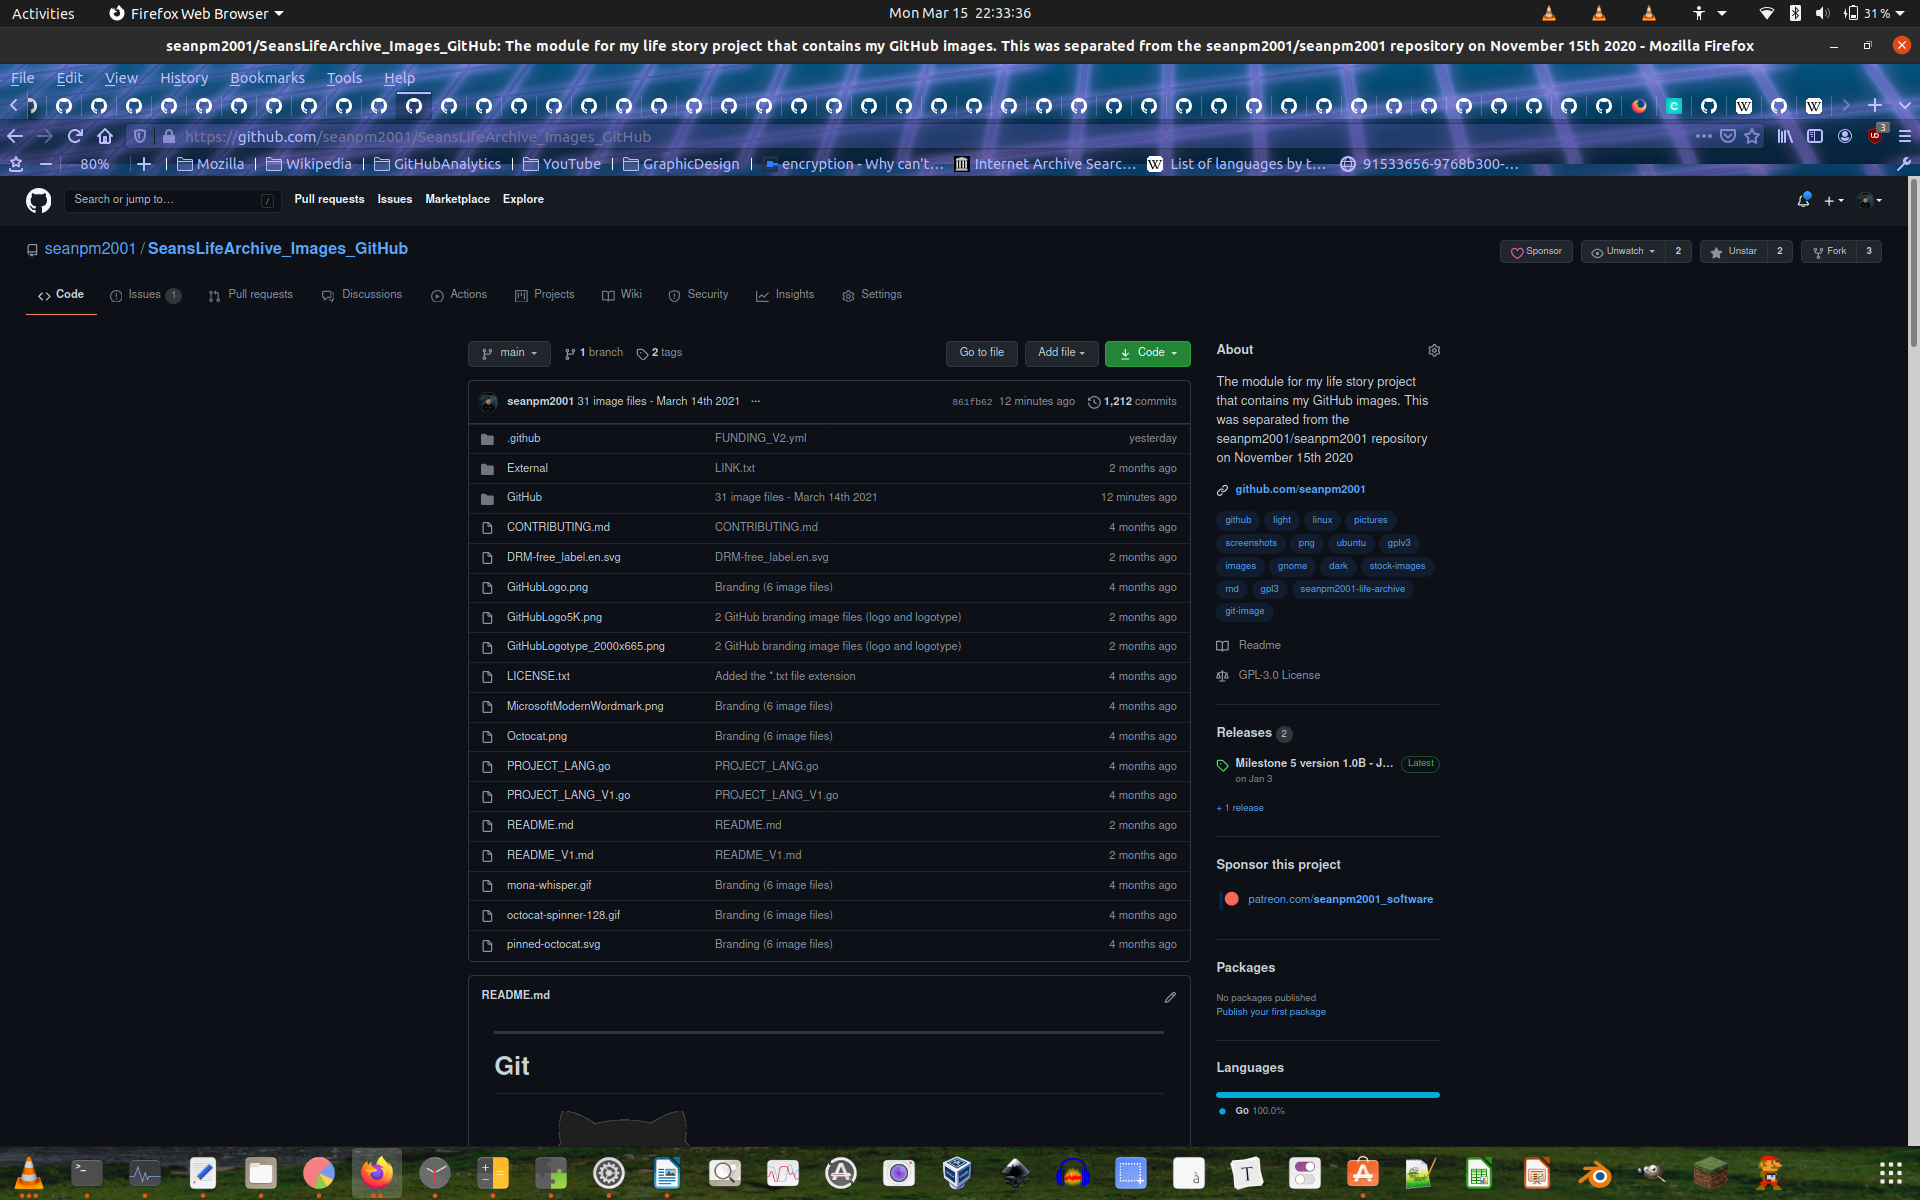 Activities Firefox Web Browser Mon Mar 15 22:33:36 31 %
seanpm2001/SeansLifeArchive_Images_GitHub: The module for my life story project that contains my GitHub images. This was separated from the seanpm2001/seanpm2001 repository on November 15th 2020 - Mozilla Firefox
File Edit View History Bookmarks Tools Help
https://github.com/seanpm2001/SeansLifeArchive_Images_GitHub 3
80% Mozilla Wikipedia GitHubAnalytics YouTube GraphicDesign encryption - Why can't… Internet Archive Searc… List of languages by t… 91533656-9768b300-…
Search or jump to… / Pull requests Issues Marketplace Explore
seanpm2001 / SeansLifeArchive_Images_GitHub Sponsor Unwatch 2 Unstar 2 Fork 3
Code Issues 1 Pull requests Discussions Actions Projects Wiki Security Insights Settings
main 1 branch 2 tags Go to file Add file Code
seanpm2001 31 image files - March 14th 2021 ... 861fb62 12 minutes ago 1,212 commits
.github FUNDING_V2.yml yesterday
External LINK.txt 2 months ago
GitHub 31 image files - March 14th 2021 12 minutes ago
CONTRIBUTING.md CONTRIBUTING.md 4 months ago
DRM-free_label.en.svg DRM-free_label.en.svg 2 months ago
GitHubLogo.png Branding (6 image files) 4 months ago
GitHubLogo5K.png 2 GitHub branding image files (logo and logotype) 2 months ago
GitHubLogotype_2000x665.png 2 GitHub branding image files (logo and logotype) 2 months ago
LICENSE.txt Added the *.txt file extension 4 months ago
MicrosoftModernWordmark.png Branding (6 image files) 4 months ago
Octocat.png Branding (6 image files) 4 months ago
PROJECT_LANG.go PROJECT_LANG.go 4 months ago
PROJECT_LANG_V1.go PROJECT_LANG_V1.go 4 months ago
README.md README.md 2 months ago
README_V1.md README_V1.md 2 months ago
mona-whisper.gif Branding (6 image files) 4 months ago
octocat-spinner-128.gif Branding (6 image files) 4 months ago
pinned-octocat.svg Branding (6 image files) 4 months ago
README.md
Git
About
The module for my life story project
that contains my GitHub images. This
was separated from the
seanpm2001/seanpm2001 repository
on November 15th 2020
github.com/seanpm2001
github light linux pictures
screenshots png ubuntu gplv3
images gnome dark stock-images
md gpl3 seanpm2001-life-archive
git-image
Readme
GPL-3.0 License
Releases 2
Milestone 5 version 1.0B - J... Latest
on Jan 3
+ 1 release
Sponsor this project
patreon.com/seanpm2001_software
Packages
No packages published
Publish your first package
Languages
Go 100.0%